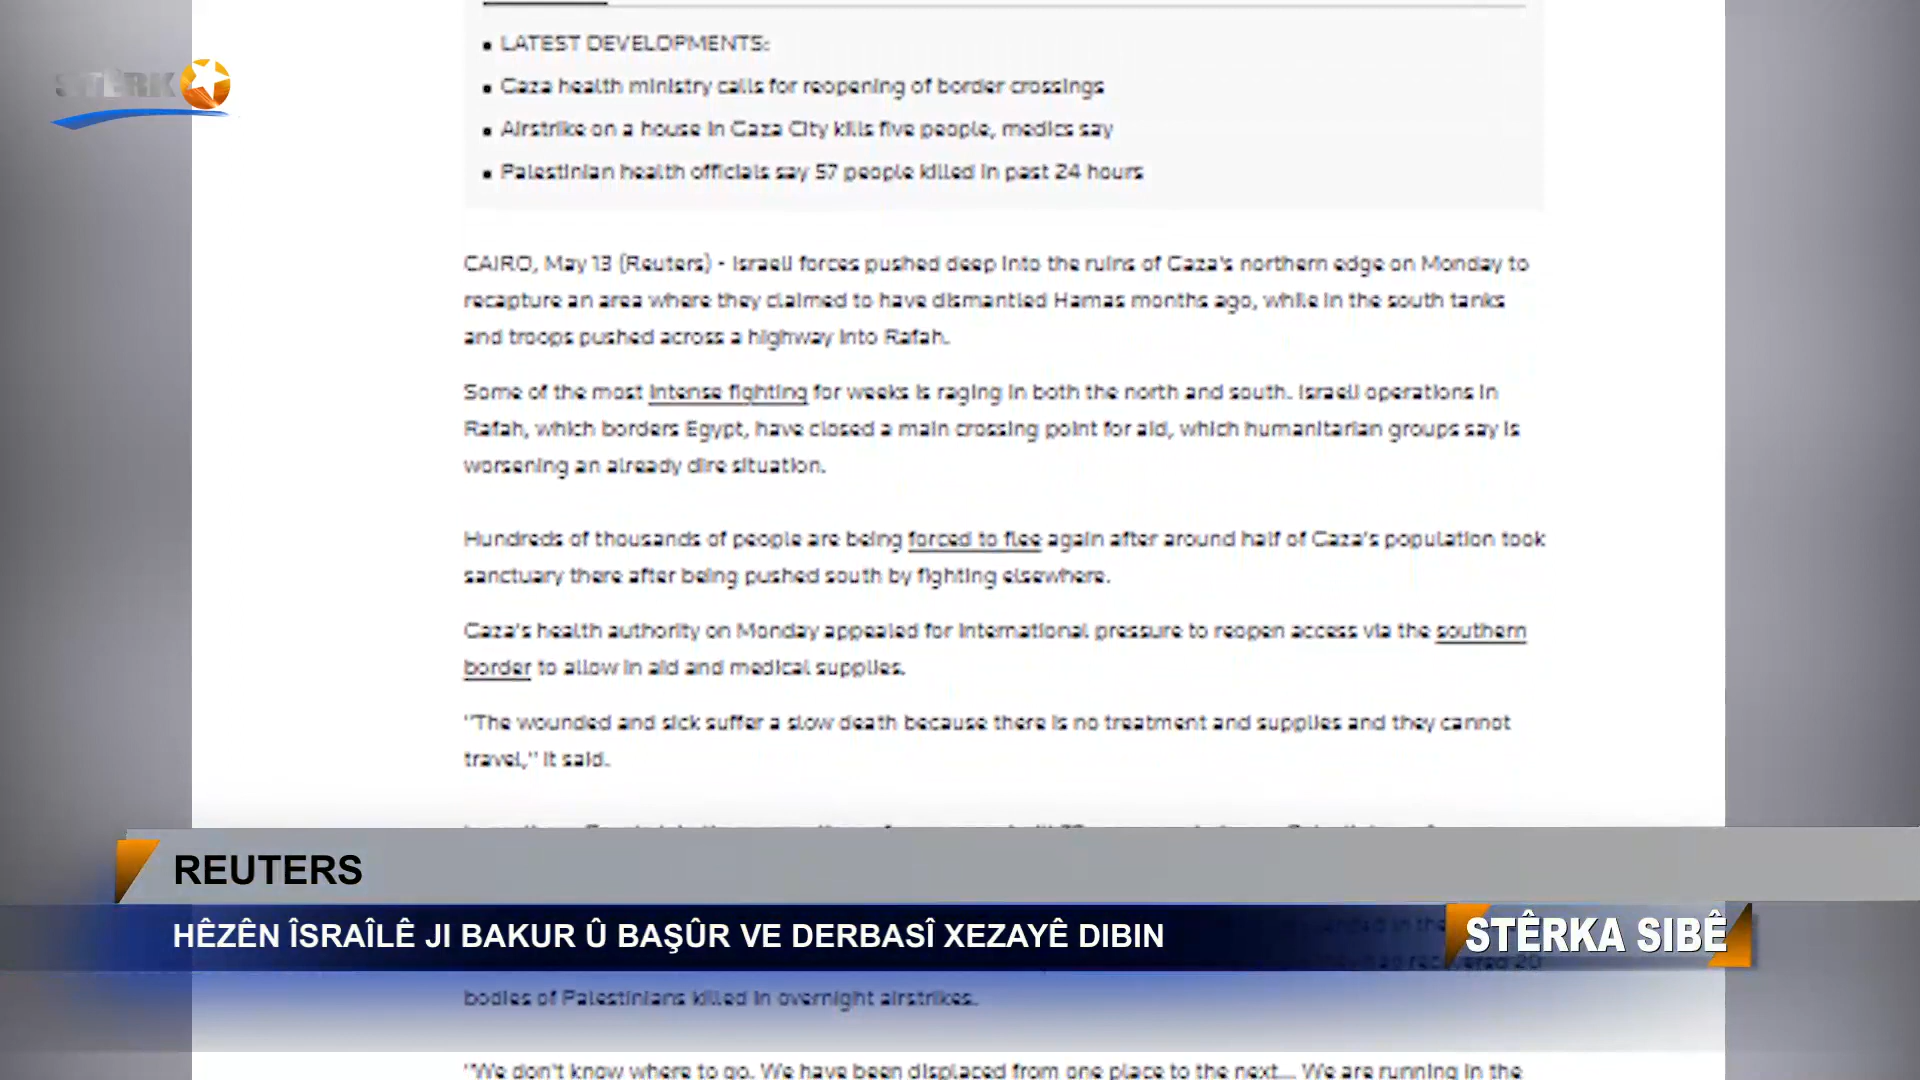 STÊRK
LATEST DEVELOPMENTS:
Gaza health ministry calls for reopening of border crossings
Airstrike on a house in Gaza City kills five people, medics say
Palestinian health officials say 57 people killed in past 24 hours
CAIRO, May 13 (Reuters) - Israeli forces pushed deep into the ruins of Gaza's northern edge on Monday to
recapture an area where they claimed to have dismantled Hamas months ago, while in the south tanks
and troops pushed across a highway into Rafah.
Some of the most intense fighting for weeks is raging in both the north and south. Israeli operations in
Rafah, which borders Egypt, have closed a main crossing point for aid, which humanitarian groups say is
worsening an already dire situation.
Hundreds of thousands of people are being forced to flee again after around half of Gaza's population took
sanctuary there after being pushed south by fighting elsewhere.
Gaza's health authority on Monday appealed for international pressure to reopen access via the southern
border to allow in aid and medical supplies.
"The wounded and sick suffer a slow death because there is no treatment and supplies and they cannot
travel," it said.
REUTERS
HÊZÊN ÎSRAÎLÊ JI BAKUR Û BAŞÛR VE DERBASÎ XEZAYÊ DIBIN
STÊRKA SIBÊ
bodies of Palestinians killed in overnight airstrikes.
"We don't know where to go. We have been displaced from one place to the next... We are running in the